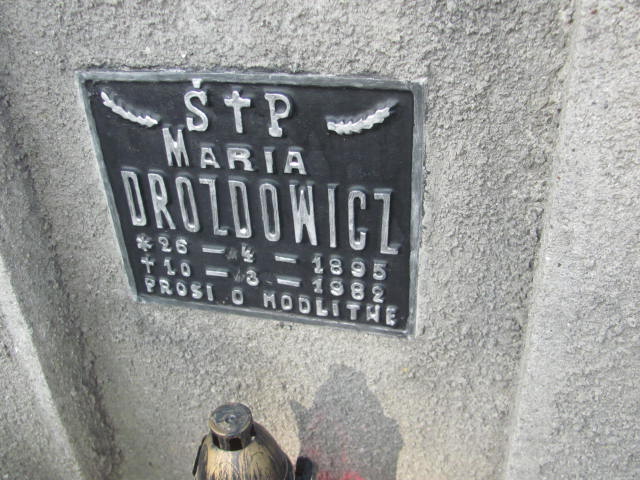 Ś†P
MARIA
DROZDOWICZ
* 26 — 4 — 1895
† 10 — 3 — 1982
PROSI O MODLITWE